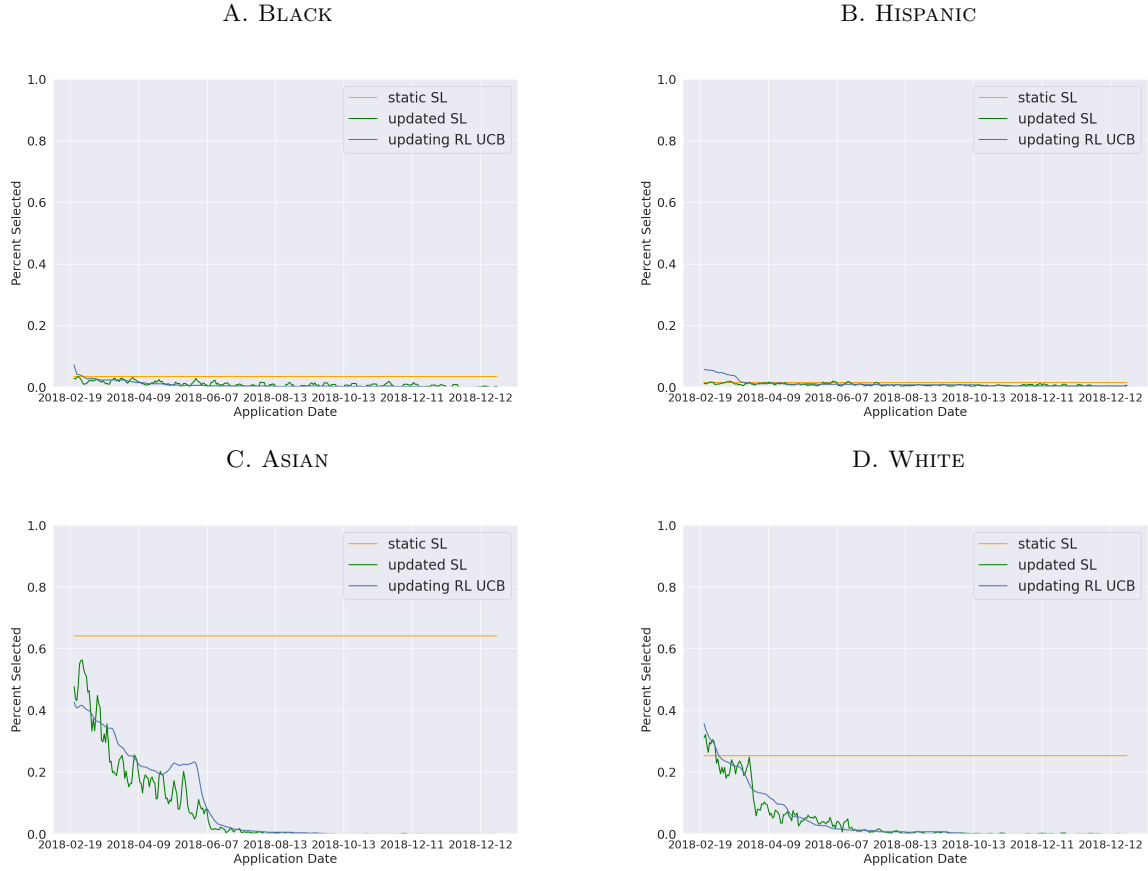 A. BLACK
B. HISPANIC
1.0
0.8
0.6
0.4
0.2
0.0
Percent Selected
static SL
updated SL
updating RL UCB
2018-02-19 2018-04-09 2018-06-07 2018-08-13 2018-10-13 2018-12-11 2018-12-12
Application Date
1.0
0.8
0.6
0.4
0.2
0.0
Percent Selected
static SL
updated SL
updating RL UCB
2018-02-19 2018-04-09 2018-06-07 2018-08-13 2018-10-13 2018-12-11 2018-12-12
Application Date
C. ASIAN
D. WHITE
1.0
0.8
0.6
0.4
0.2
0.0
Percent Selected
static SL
updated SL
updating RL UCB
2018-02-19 2018-04-09 2018-06-07 2018-08-13 2018-10-13 2018-12-11 2018-12-12
Application Date
1.0
0.8
0.6
0.4
0.2
0.0
Percent Selected
static SL
updated SL
updating RL UCB
2018-02-19 2018-04-09 2018-06-07 2018-08-13 2018-10-13 2018-12-11 2018-12-12
Application Date